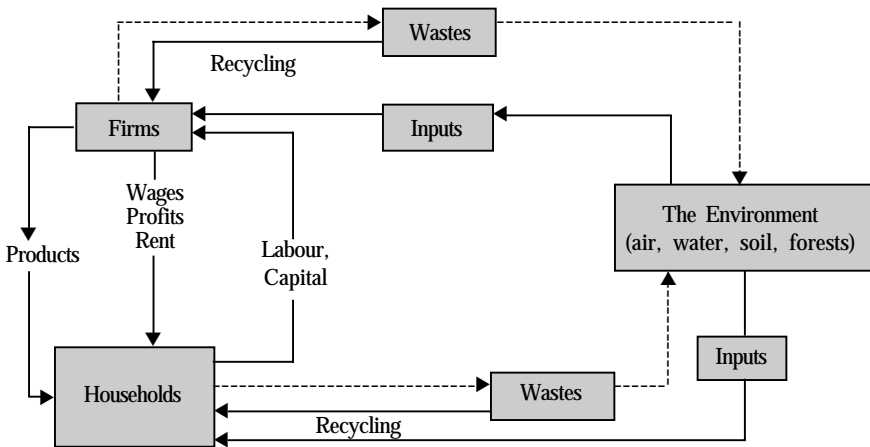 Wastes
Recycling
Firms
Inputs
Wages
Profits
Rent
The Environment
(air, water, soil, forests)
Products
Labour,
Capital
Inputs
Households
Wastes
Recycling